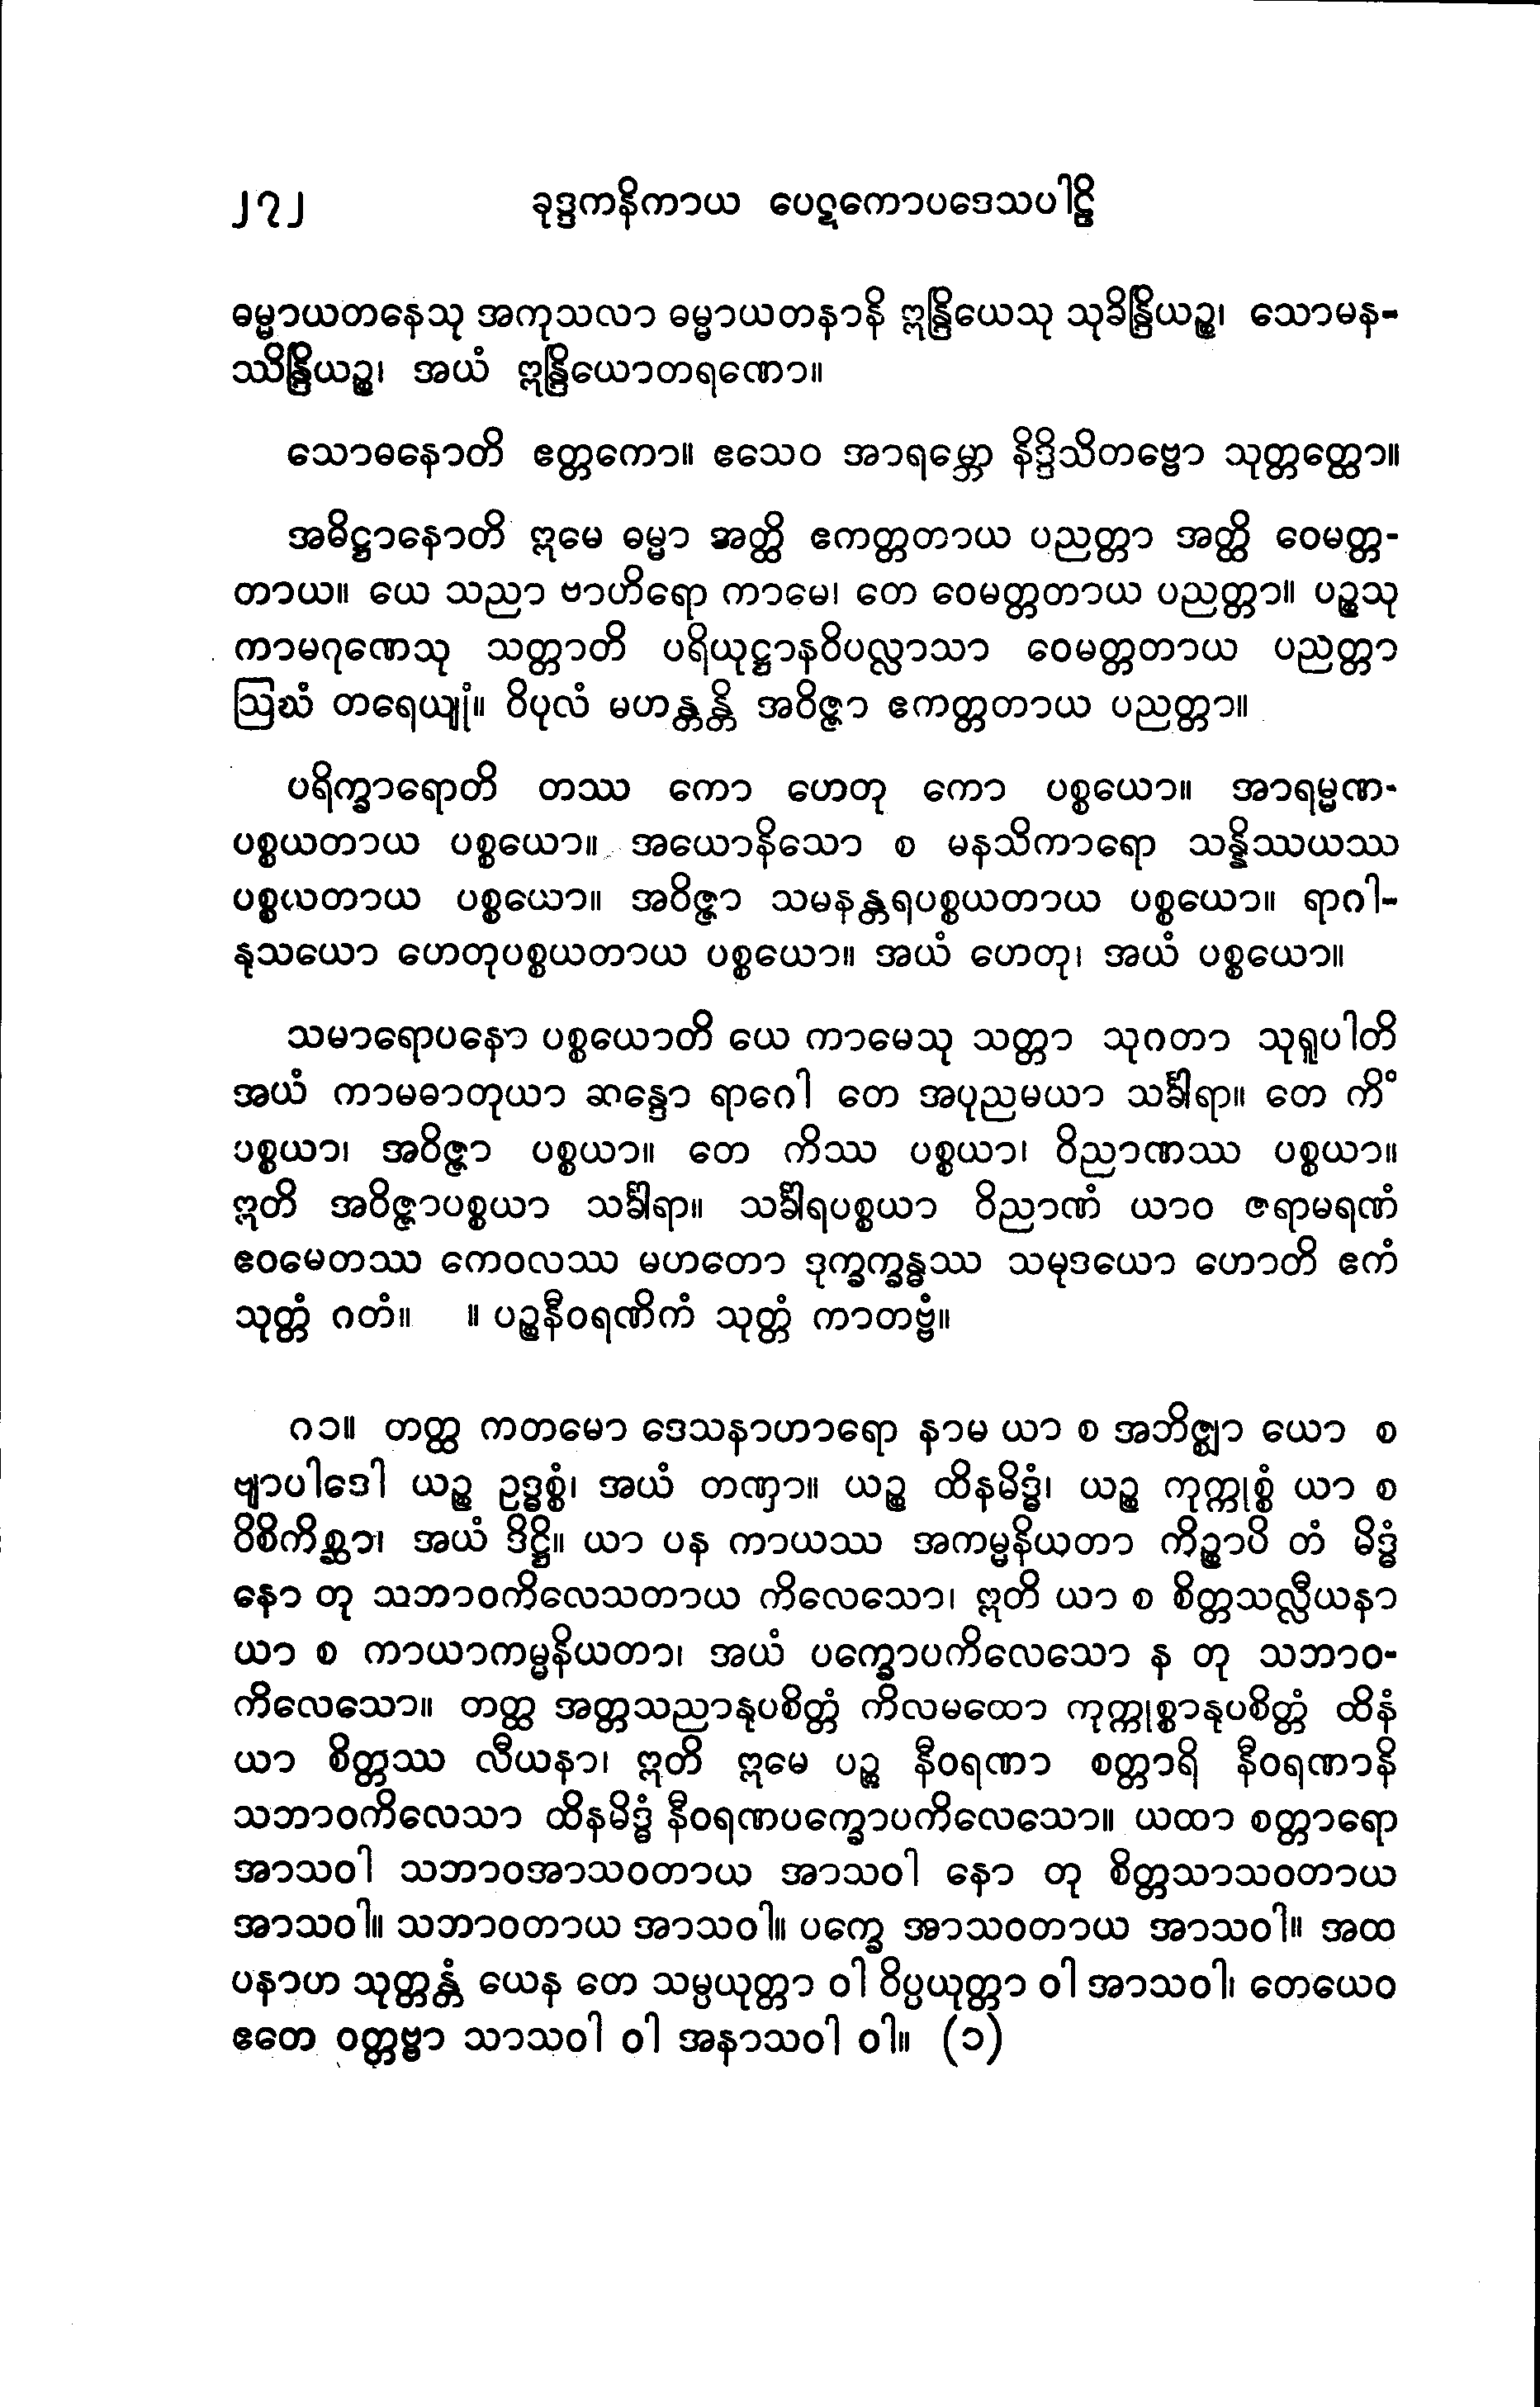 ၂၇၂ ခုဒ္ဒကနိကာယ ပေဋကောပဒေသပါဠိ
ဓမ္မာယတနေသု အကုသလာ ဓမ္မာယတနာနိ ဣန္ဒြိယေသု သုခိန္ဒြိယဉ္စ၊ သောမန-
ဿိန္ဒြိယဉ္စ၊ အယံ ဣန္ဒြိယောတရဏော။
သောဓနောတိ ဧတ္တကော။ ဧသေဝ အာရမ္ဘော နိဒ္ဒိသိတဗ္ဗော သုတ္တတ္ထော။
အဓိဋ္ဌာနောတိ ဣမေ ဓမ္မာ အတ္ထိ ဧကတ္တတာယ ပညတ္တာ အတ္ထိ ဝေမတ္တ-
တာယ။ ယေ သညာ ဗာဟိရော ကာမေ၊ တေ ဝေမတ္တတာယ ပညတ္တာ။ ပဉ္စသု
ကာမဂုဏေသု သတ္တာတိ ပရိယုဋ္ဌာနဝိပလ္လာသာ ဝေမတ္တတာယ ပညတ္တာ
ဩဃံ တရေယျုံ။ ဝိပုလံ မဟန္တန္တိ အဝိဇ္ဇာ ဧကတ္တတာယ ပညတ္တာ။
ပရိက္ခာရောတိ တဿ ကော ဟေတု ကော ပစ္စယော။ အာရမ္မဏ-
ပစ္စယတာယ ပစ္စယော။ အယောနိသော စ မနသိကာရော သန္နိဿယဿ
ပစ္စယတာယ ပစ္စယော။ အဝိဇ္ဇာ သမနန္တရပစ္စယတာယ ပစ္စယော။ ရာဂါ-
နုသယော ဟေတုပစ္စယတာယ ပစ္စယော။ အယံ ဟေတု၊ အယံ ပစ္စယော။
သမာရောပနော ပစ္စယောတိ ယေ ကာမေသု သတ္တာ သုဂတာ သုရူပါတိ
အယံ ကာမဓာတုယာ ဆန္ဒော ရာဂေါ တေ အပုညမယာ သင်္ခါရာ။ တေ ကိံ
ပစ္စယာ၊ အဝိဇ္ဇာ ပစ္စယာ။ တေ ကိဿ ပစ္စယာ၊ ဝိညာဏဿ ပစ္စယာ။
ဣတိ အဝိဇ္ဇာပစ္စယာ သင်္ခါရာ။ သင်္ခါရပစ္စယာ ဝိညာဏံ ယာဝ ဇရာမရဏံ
ဧဝမေတဿ ကေဝလဿ မဟတော ဒုက္ခက္ခန္ဓဿ သမုဒယော ဟောတိ ဧကံ
သုတ္တံ ဂတံ။ ။ ပဉ္စနီဝရဏိကံ သုတ္တံ ကာတဗ္ဗံ။
၈၁။ တတ္ထ ကတမော ဒေသနာဟာရော နာမ ယာ စ အဘိဇ္ဈာ ယော စ
ဗျာပါဒေါ ယဉ္စ ဥဒ္ဓစ္စံ၊ အယံ တဏှာ။ ယဉ္စ ထိနမိဒ္ဓံ၊ ယဉ္စ ကုက္ကုစ္စံ ယာ စ
ဝိစိကိစ္ဆာ၊ အယံ ဒိဋ္ဌိ။ ယာ ပန ကာယဿ အကမ္မနိယတာ ကိဉ္စာပိ တံ မိဒ္ဓံ
နော တု သဘာဝကိလေသတာယ ကိလေသော၊ ဣတိ ယာ စ စိတ္တသလ္လီယနာ
ယာ စ ကာယာကမ္မနိယတာ၊ အယံ ပက္ခောပကိလေသော န တု သဘာဝ-
ကိလေသော။ တတ္ထ အတ္တသညာနုပစိတ္တံ ကိလမထော ကုက္ကုစ္စာနုပစိတ္တံ ထိနံ
ယာ စိတ္တဿ လီယနာ၊ ဣတိ ဣမေ ပဉ္စ နီဝရဏာ စတ္တာရိ နီဝရဏာနိ
သဘာဝကိလေသာ ထိနမိဒ္ဓံ နီဝရဏပက္ခောပကိလေသော။ ယထာ စတ္တာရော
အာသဝါ သဘာဝအာသဝတာယ အာသဝါ နော တု စိတ္တသာသဝတာယ
အာသဝါ။ သဘာဝတာယ အာသဝါ။ ပက္ခေ အာသဝတာယ အာသဝါ။ အထ
ပနာဟ သုတ္တန္တံ ယေန တေ သမ္ပယုတ္တာ ဝါ ဝိပ္ပယုတ္တာ ဝါ အာသဝါ၊ တေယေဝ
ဧတေ ဝတ္တဗ္ဗာ သာသဝါ ဝါ အနာသဝါ ဝါ။ (၁)